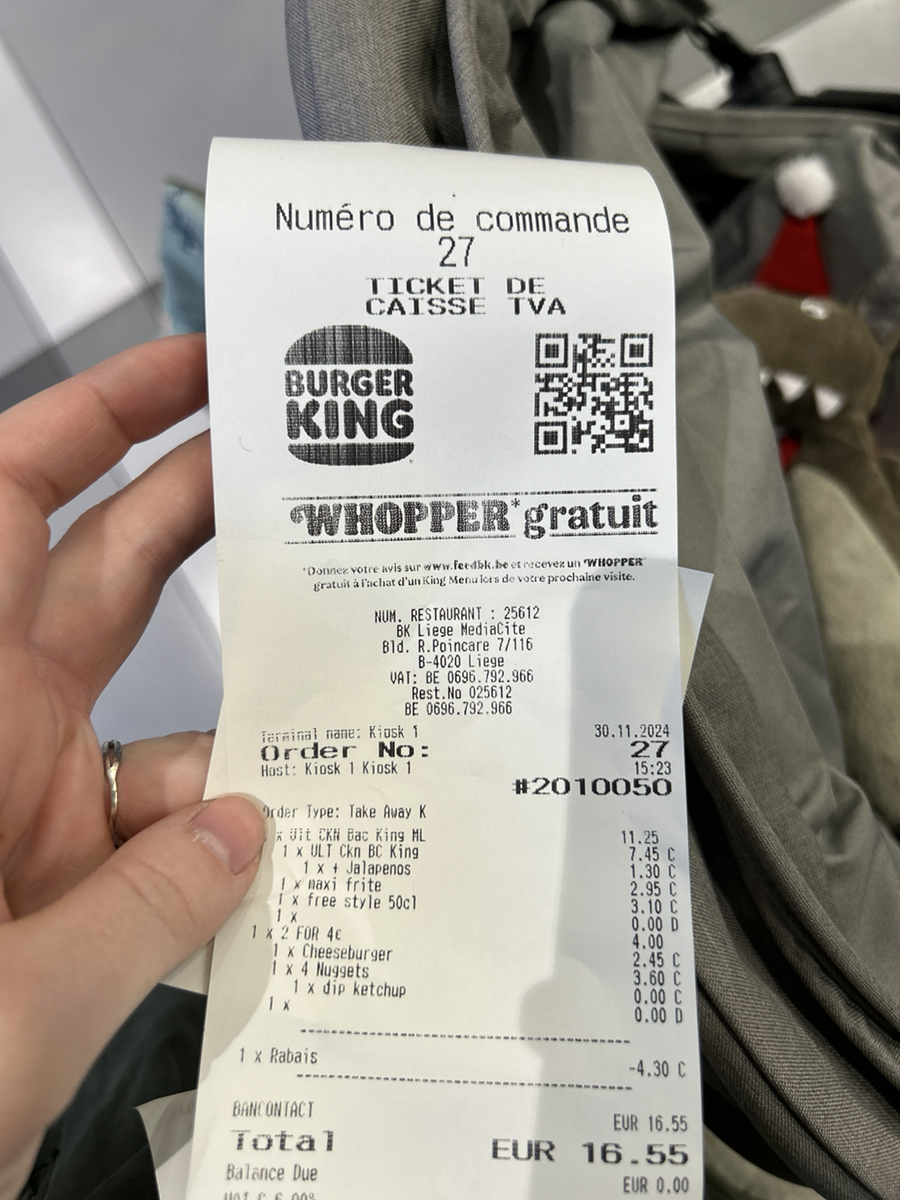 Numéro de commande
27
TICKET DE
CAISSE TVA
BURGER
KING
WHOPPER* gratuit
*Donnez votre avis sur www.feedbk.be et recevez un WHOPPER
gratuit à l'achat d'un King Menu lors de votre prochaine visite.
NUM. RESTAURANT : 25612
BK Liege MediaCite
Bld. R.Poincare 7/116
B-4020 Liege
VAT: BE 0696.792.966
Rest.No 025612
BE 0696.792.966
Terminal name: Kiosk 1 30.11.2024
Order No: 27
Host: Kiosk 1 Kiosk 1 15:23
#2010050
Order Type: Take Away K
x Ult CKN Bac King ML 11.25
1 x ULT Ckn BC King 7.45 C
1 x + Jalapenos 1.30 C
1 x maxi frite 2.95 C
1 x free style 50cl 3.10 C
1 x 0.00 D
1 x 2 FOR 4€ 4.00
1 x Cheeseburger 2.45 C
1 x 4 Nuggets 3.60 C
1 x dip ketchup 0.00 C
1 x 0.00 D
1 x Rabais -4.30 C
BANCONTACT EUR 16.55
Total EUR 16.55
Balance Due EUR 0.00